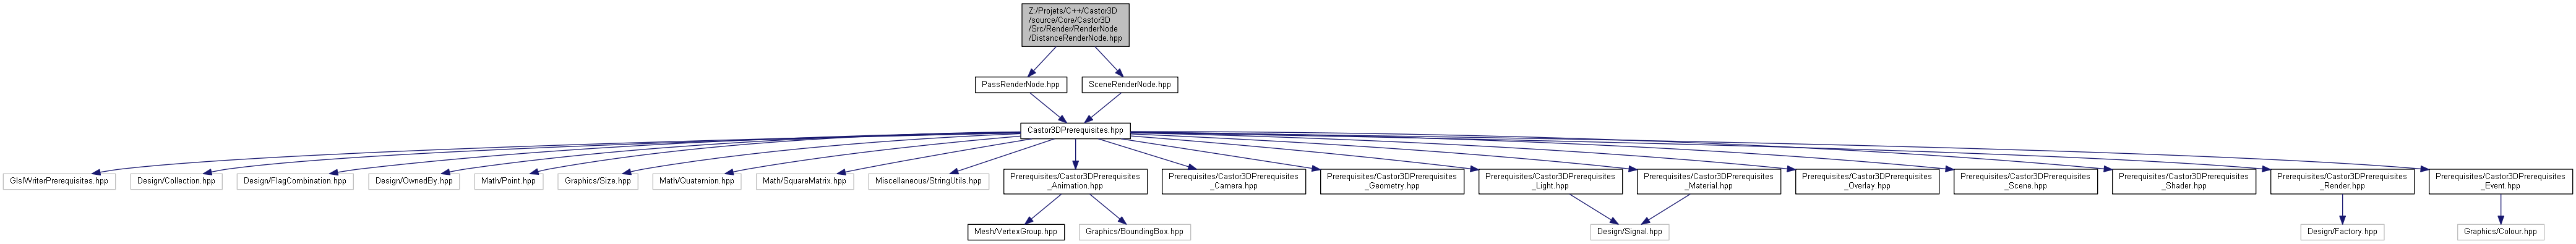 Z:/Projets/C++/Castor3D
/source/Core/Castor3D
/Src/Render/RenderNode
/DistanceRenderNode.hpp
PassRenderNode.hpp
SceneRenderNode.hpp
Castor3DPrerequisites.hpp
GlslWriterPrerequisites.hpp
Design/Collection.hpp
Design/FlagCombination.hpp
Design/OwnedBy.hpp
Math/Point.hpp
Graphics/Size.hpp
Math/Quaternion.hpp
Math/SquareMatrix.hpp
Miscellaneous/StringUtils.hpp
Prerequisites/Castor3DPrerequisites
_Animation.hpp
Prerequisites/Castor3DPrerequisites
_Camera.hpp
Prerequisites/Castor3DPrerequisites
_Geometry.hpp
Prerequisites/Castor3DPrerequisites
_Light.hpp
Prerequisites/Castor3DPrerequisites
_Material.hpp
Prerequisites/Castor3DPrerequisites
_Overlay.hpp
Prerequisites/Castor3DPrerequisites
_Scene.hpp
Prerequisites/Castor3DPrerequisites
_Shader.hpp
Prerequisites/Castor3DPrerequisites
_Render.hpp
Prerequisites/Castor3DPrerequisites
_Event.hpp
Mesh/VertexGroup.hpp
Graphics/BoundingBox.hpp
Design/Signal.hpp
Design/Factory.hpp
Graphics/Colour.hpp